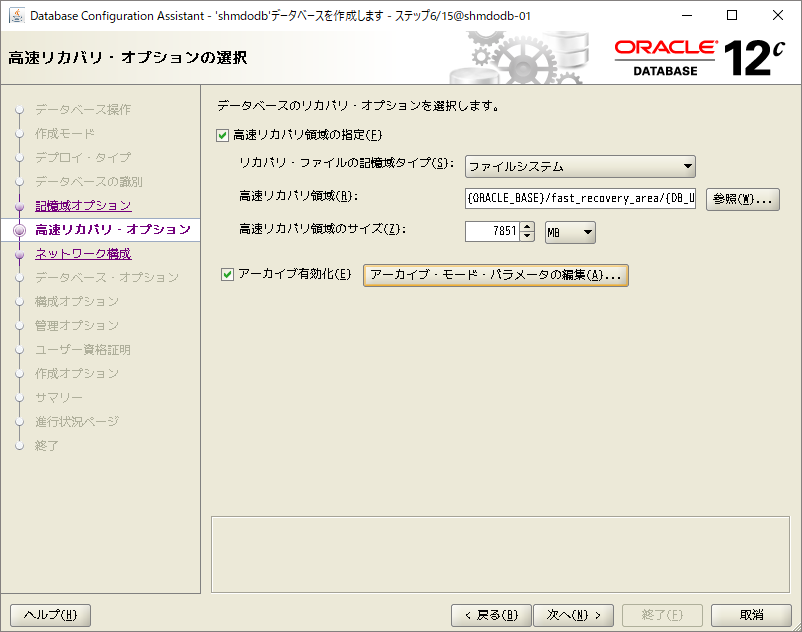 Database Configuration Assistant - 'shmdodb'データベースを作成します - ステップ6/15@shmdodb-01
高速リカバリ・オプションの選択
ORACLE
DATABASE
12c
データベース操作
作成モード
デプロイ・タイプ
データベースの識別
記憶域オプション
高速リカバリ・オプション
ネットワーク構成
データベース・オプション
構成オプション
管理オプション
ユーザー資格証明
作成オプション
サマリー
進行状況ページ
終了
データベースのリカバリ・オプションを選択します。
高速リカバリ領域の指定(F)
リカバリ・ファイルの記憶域タイプ(S): ファイルシステム
高速リカバリ領域(R): {ORACLE_BASE}/fast_recovery_area/{DB_U 参照(W)...
高速リカバリ領域のサイズ(Z): 7851 MB
アーカイブ有効化(E) アーカイブ・モード・パラメータの編集(A)...
ヘルプ(H) < 戻る(B) 次へ(N) > 終了(F) 取消